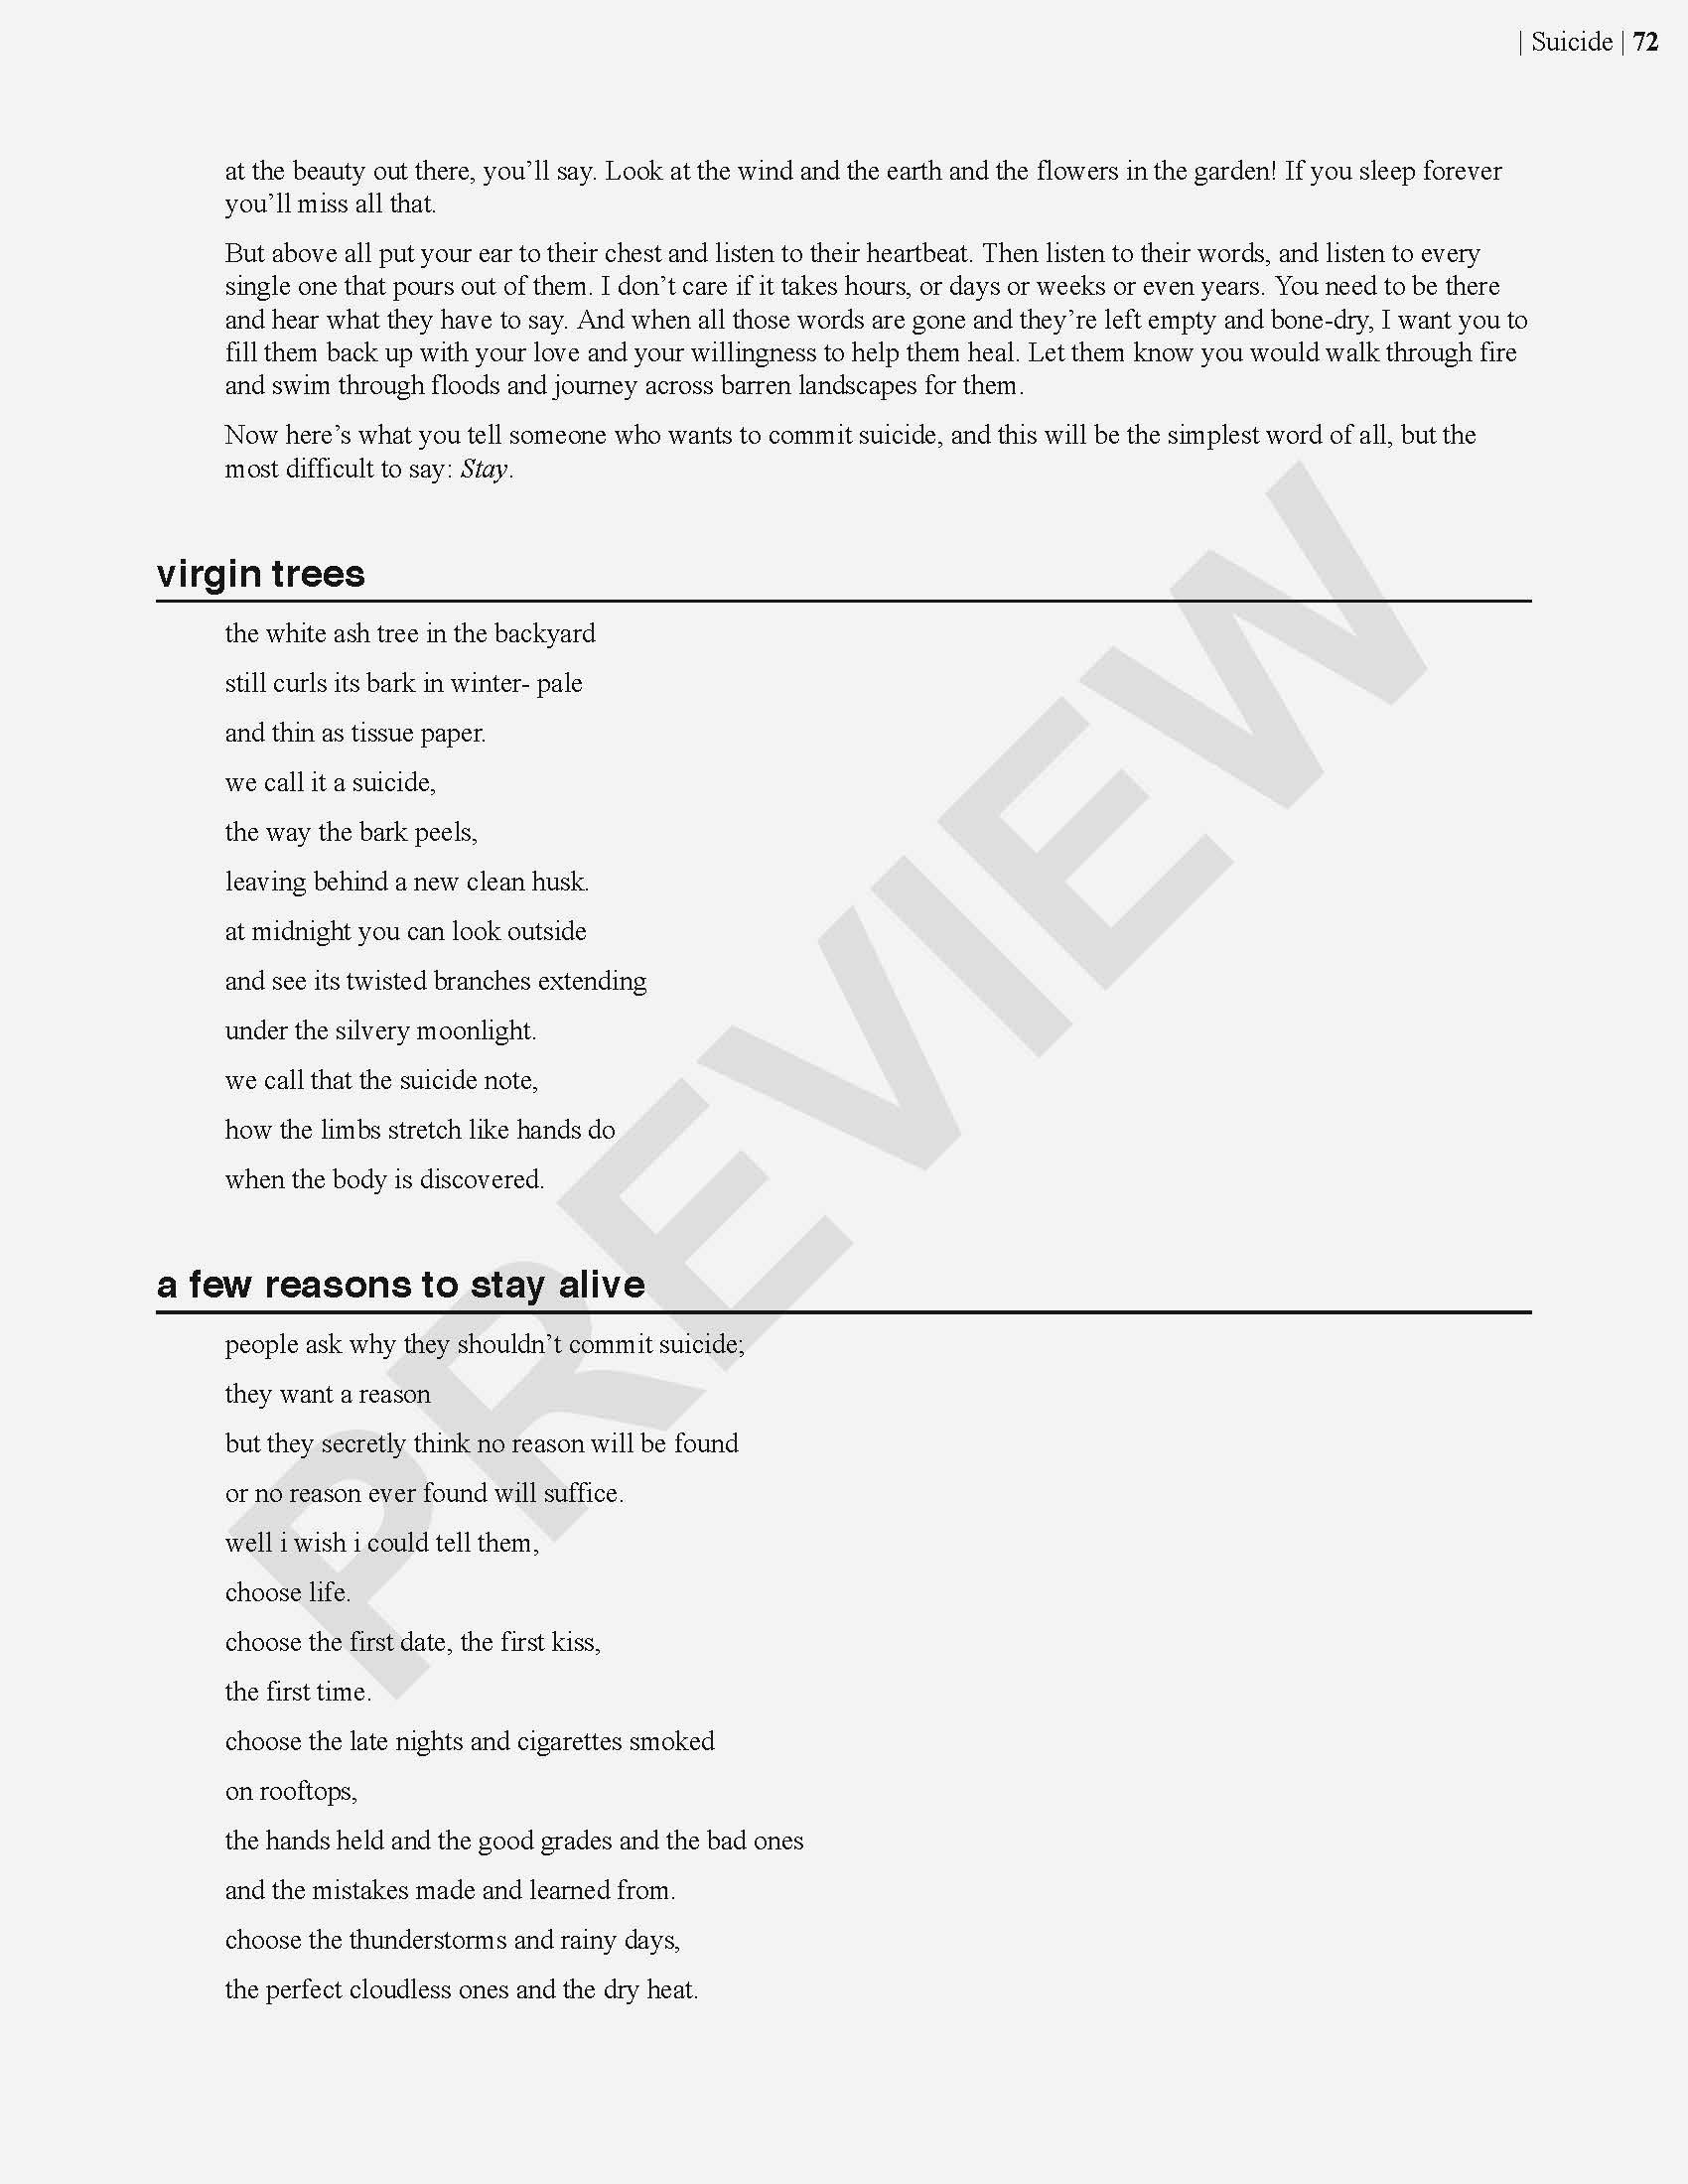 | Suicide | 72
at the beauty out there, you’ll say. Look at the wind and the earth and the flowers in the garden! If you sleep forever
you’ll miss all that.
But above all put your ear to their chest and listen to their heartbeat. Then listen to their words, and listen to every
single one that pours out of them. I don’t care if it takes hours, or days or weeks or even years. You need to be there
and hear what they have to say. And when all those words are gone and they’re left empty and bone-dry, I want you to
fill them back up with your love and your willingness to help them heal. Let them know you would walk through fire
and swim through floods and journey across barren landscapes for them.
Now here’s what you tell someone who wants to commit suicide, and this will be the simplest word of all, but the
most difficult to say: Stay.
virgin trees
the white ash tree in the backyard
still curls its bark in winter- pale
and thin as tissue paper.
we call it a suicide,
the way the bark peels,
leaving behind a new clean husk.
at midnight you can look outside
and see its twisted branches extending
under the silvery moonlight.
we call that the suicide note,
how the limbs stretch like hands do
when the body is discovered.
a few reasons to stay alive
people ask why they shouldn’t commit suicide;
they want a reason
but they secretly think no reason will be found
or no reason ever found will suffice.
well i wish i could tell them,
choose life.
choose the first date, the first kiss,
the first time.
choose the late nights and cigarettes smoked
on rooftops,
the hands held and the good grades and the bad ones
and the mistakes made and learned from.
choose the thunderstorms and rainy days,
the perfect cloudless ones and the dry heat.
PREVIEW